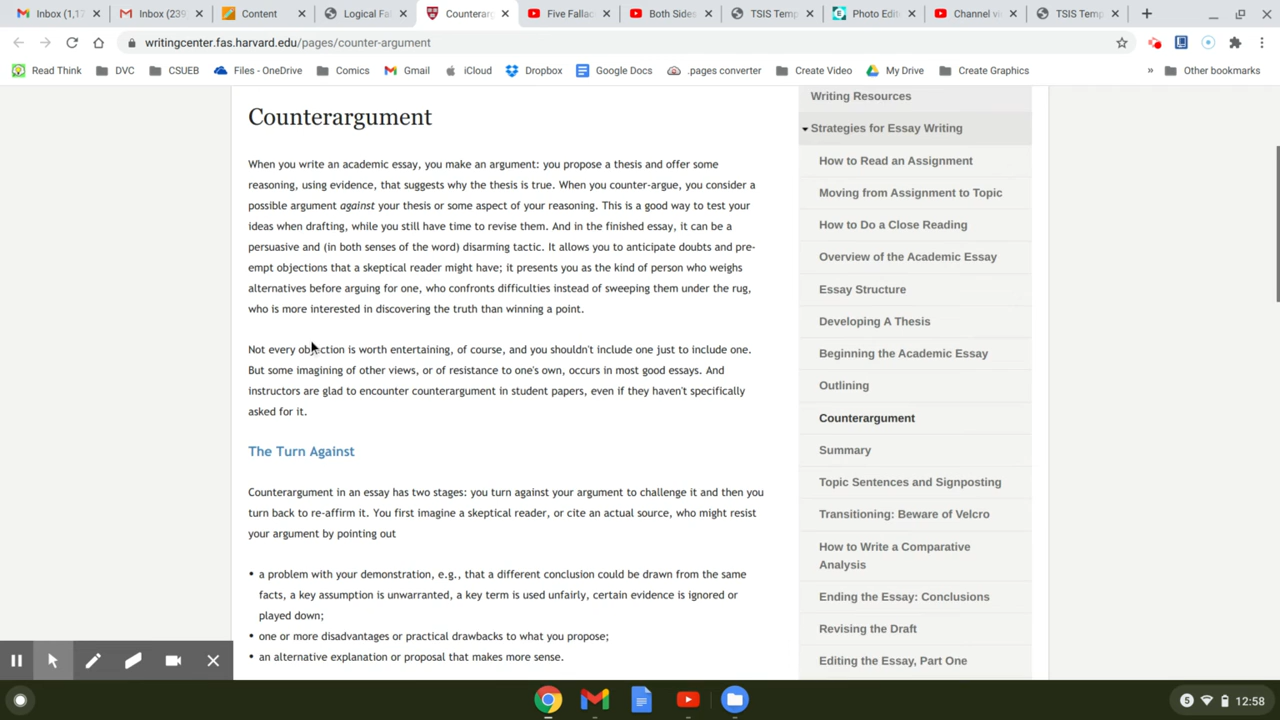 Inbox (1,17
Inbox (239
Content
Logical Fal
Counterarg
Five Fallac
Both Sides
TSIS Temp
Photo Edit
Channel vi
TSIS Temp
writingcenter.fas.harvard.edu/pages/counter-argument
Read Think
DVC
CSUEB
Files - OneDrive
Comics
Gmail
iCloud
Dropbox
Google Docs
.pages converter
Create Video
My Drive
Create Graphics
»
Other bookmarks
Counterargument
When you write an academic essay, you make an argument: you propose a thesis and offer some
reasoning, using evidence, that suggests why the thesis is true. When you counter-argue, you consider a
possible argument against your thesis or some aspect of your reasoning. This is a good way to test your
ideas when drafting, while you still have time to revise them. And in the finished essay, it can be a
persuasive and (in both senses of the word) disarming tactic. It allows you to anticipate doubts and pre-
empt objections that a skeptical reader might have; it presents you as the kind of person who weighs
alternatives before arguing for one, who confronts difficulties instead of sweeping them under the rug,
who is more interested in discovering the truth than winning a point.
Not every objection is worth entertaining, of course, and you shouldn't include one just to include one.
But some imagining of other views, or of resistance to one's own, occurs in most good essays. And
instructors are glad to encounter counterargument in student papers, even if they haven't specifically
asked for it.
The Turn Against
Counterargument in an essay has two stages: you turn against your argument to challenge it and then you
turn back to re-affirm it. You first imagine a skeptical reader, or cite an actual source, who might resist
your argument by pointing out
• a problem with your demonstration, e.g., that a different conclusion could be drawn from the same
facts, a key assumption is unwarranted, a key term is used unfairly, certain evidence is ignored or
played down;
• one or more disadvantages or practical drawbacks to what you propose;
• an alternative explanation or proposal that makes more sense.
Writing Resources
Strategies for Essay Writing
How to Read an Assignment
Moving from Assignment to Topic
How to Do a Close Reading
Overview of the Academic Essay
Essay Structure
Developing A Thesis
Beginning the Academic Essay
Outlining
Counterargument
Summary
Topic Sentences and Signposting
Transitioning: Beware of Velcro
How to Write a Comparative
Analysis
Ending the Essay: Conclusions
Revising the Draft
Editing the Essay, Part One
5
12:58